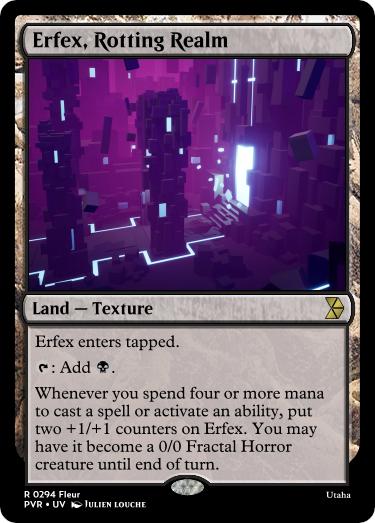 Erfex, Rotting Realm
Land — Texture
Erfex enters tapped.
: Add .
Whenever you spend four or more mana
to cast a spell or activate an ability, put
two +1/+1 counters on Erfex. You may
have it become a 0/0 Fractal Horror
creature until end of turn.
R 0294 Fleur
PVR • UV Julien Louche
Utaha